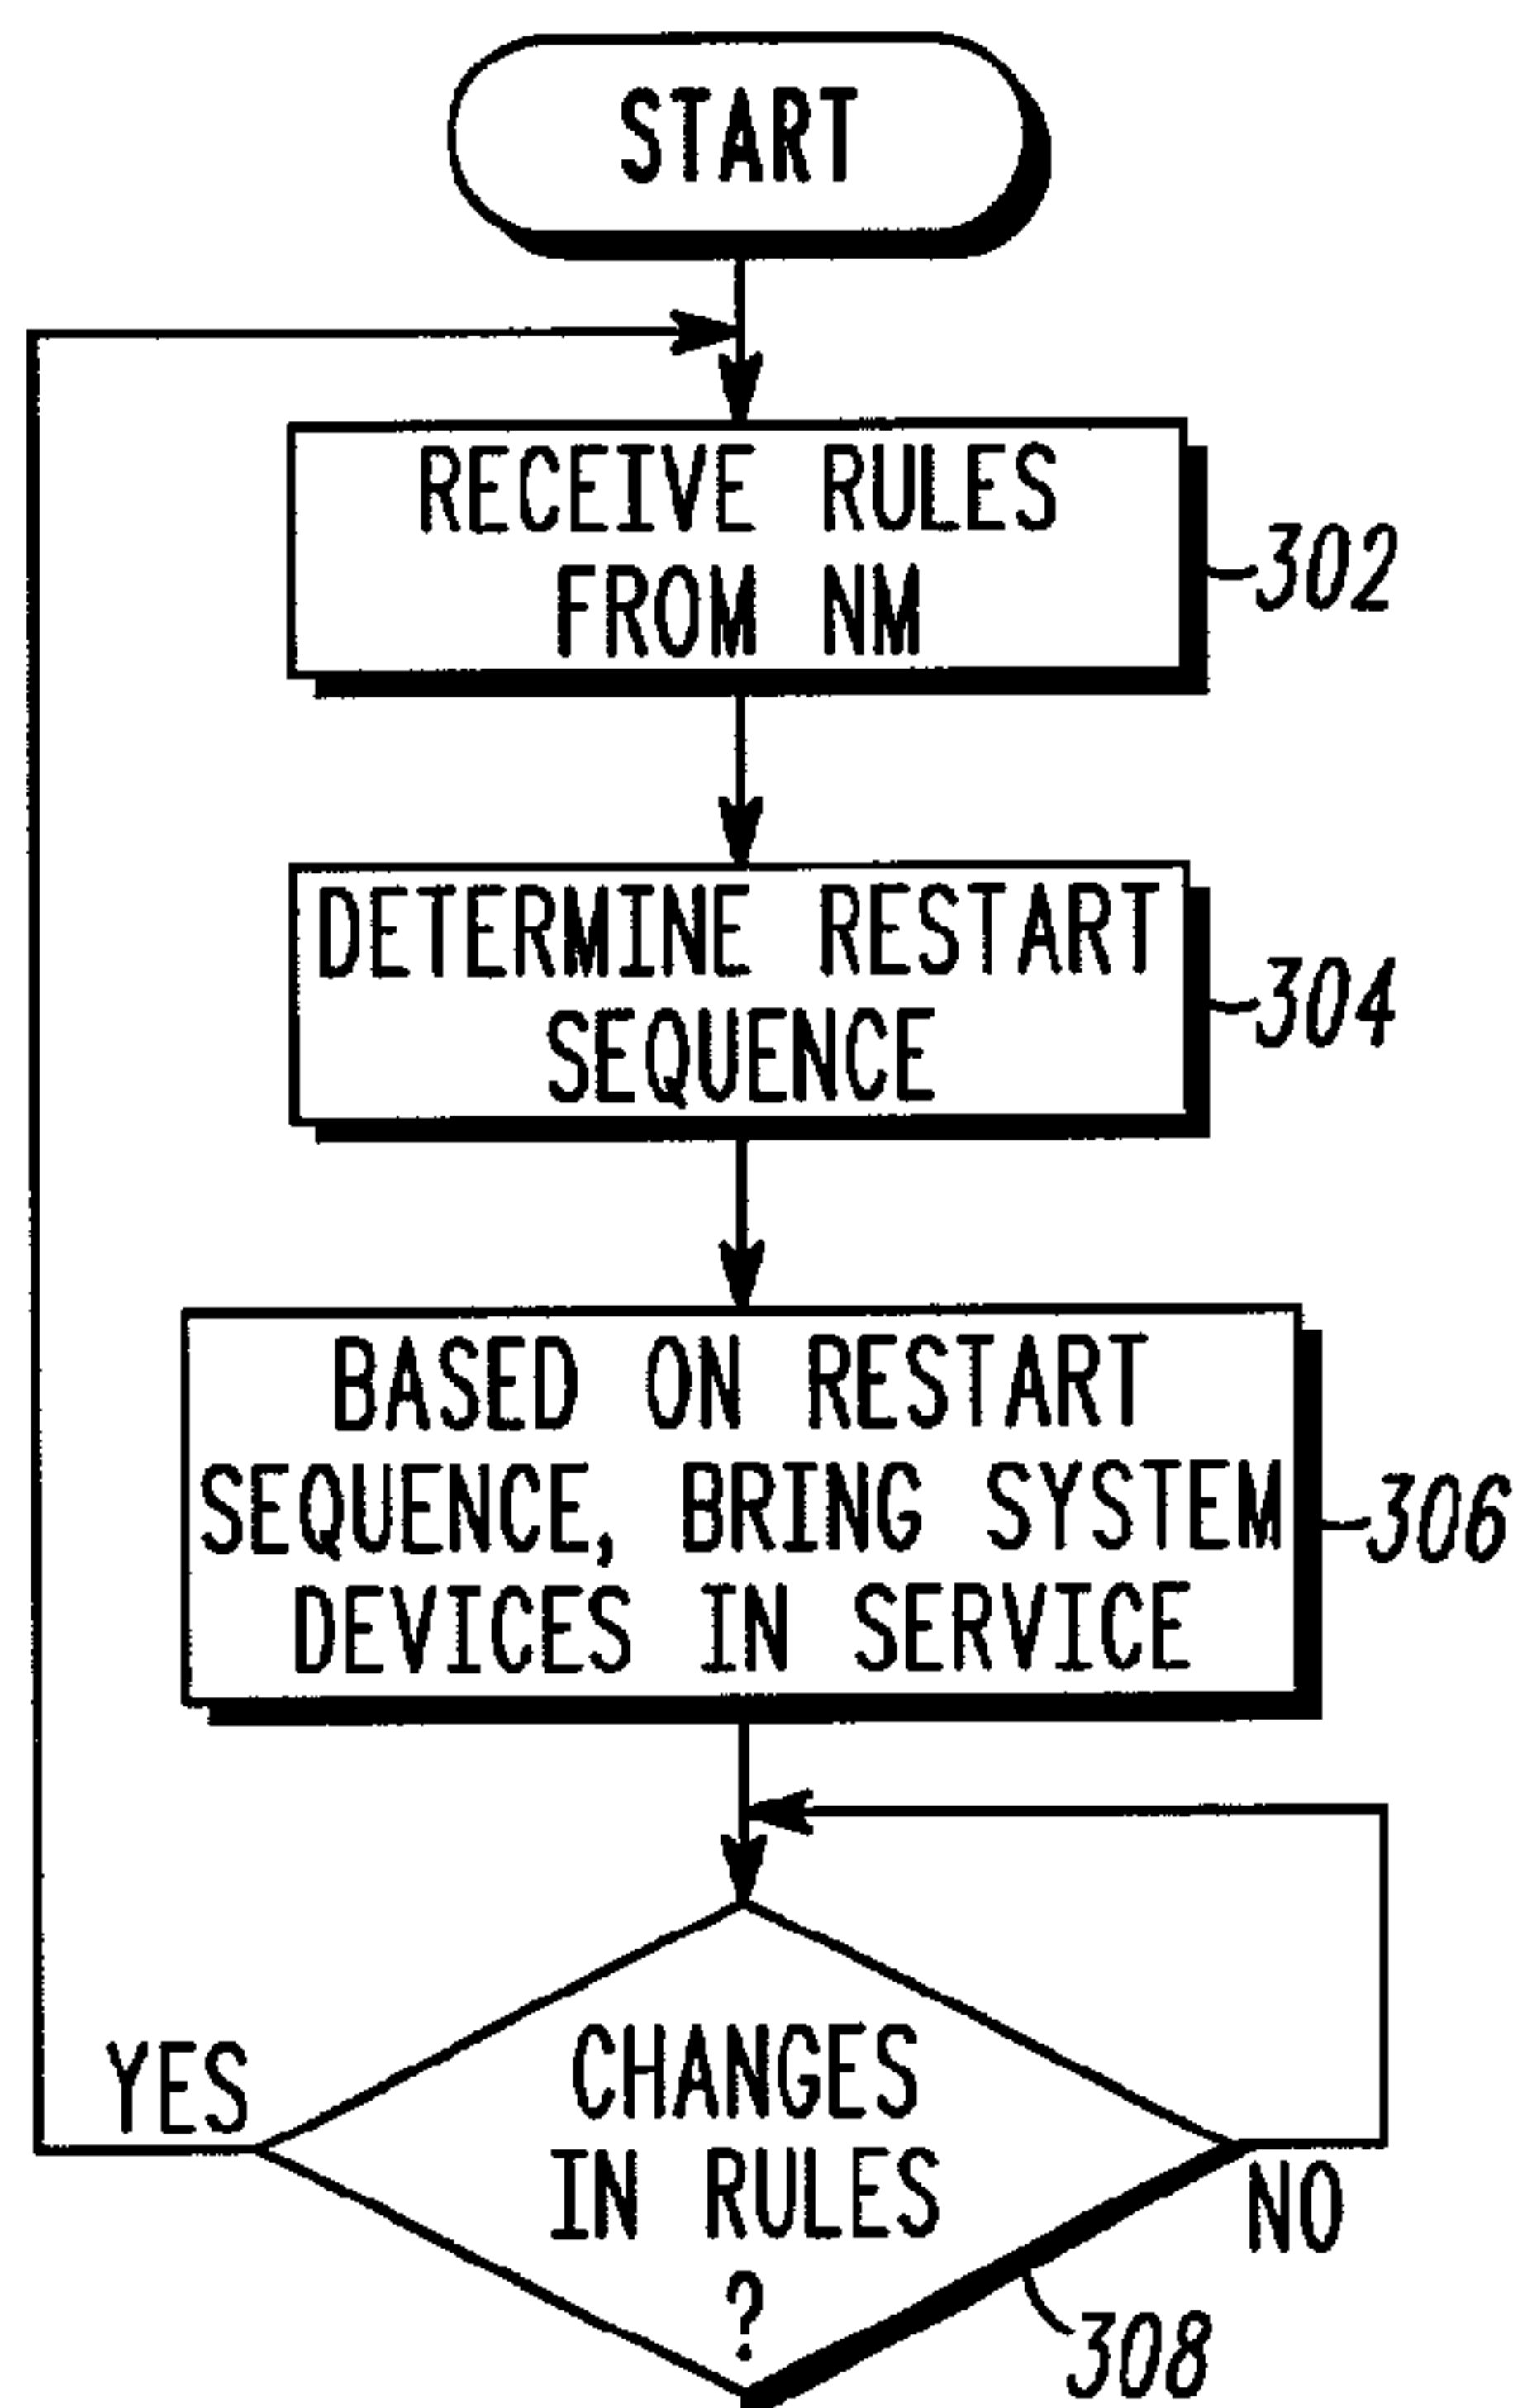 START
RECEIVE RULES
FROM NM
302
DETERMINE RESTART
SEQUENCE
304
BASED ON RESTART
SEQUENCE, BRING SYSTEM
DEVICES IN SERVICE
306
YES
CHANGES
IN RULES
?
NO
308